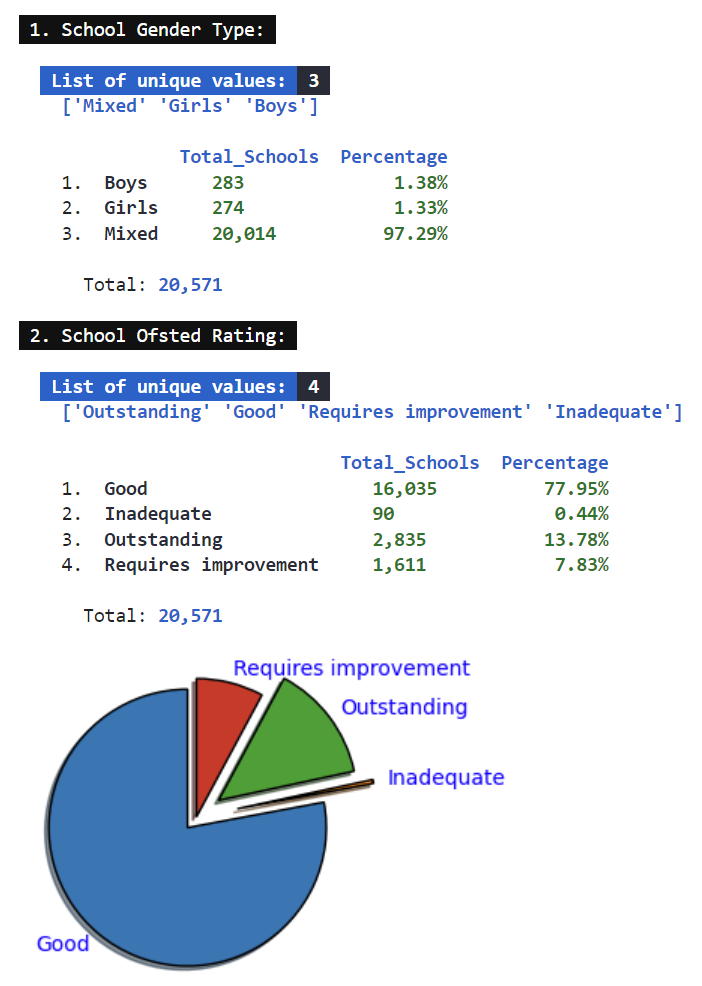 1. School Gender Type:
List of unique values: 3
['Mixed' 'Girls' 'Boys']
Total_Schools Percentage
1. Boys 283 1.38%
2. Girls 274 1.33%
3. Mixed 20,014 97.29%
Total: 20,571
2. School Ofsted Rating:
List of unique values: 4
['Outstanding' 'Good' 'Requires improvement' 'Inadequate']
Total_Schools Percentage
1. Good 16,035 77.95%
2. Inadequate 90 0.44%
3. Outstanding 2,835 13.78%
4. Requires improvement 1,611 7.83%
Total: 20,571
Requires improvement
Outstanding
Inadequate
Good